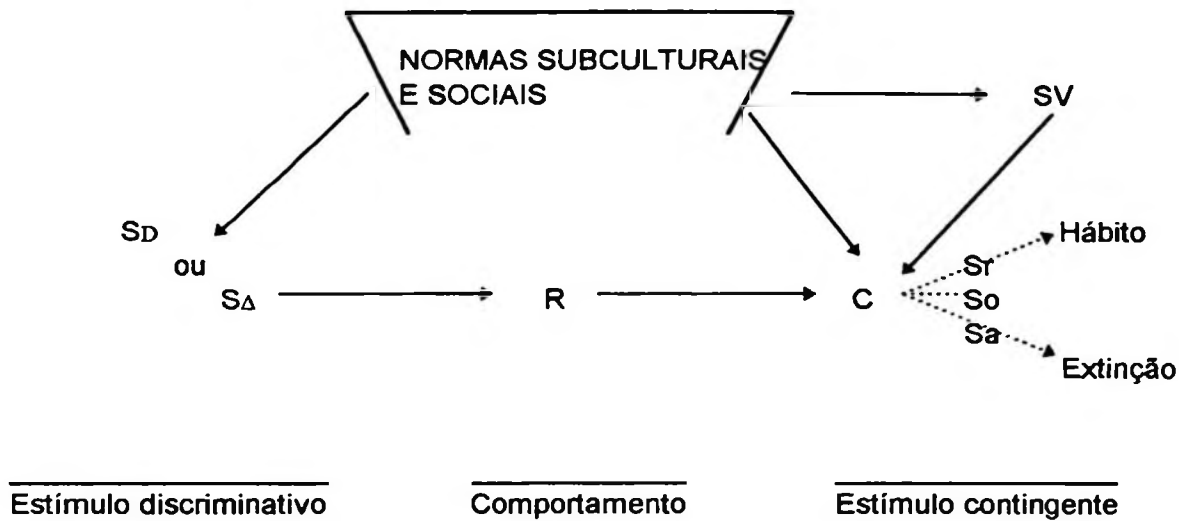 NORMAS SUBCULTURAIS
E SOCIAIS
SV
SD
ou
SΔ
R
C
Sr
So
Sa
Hábito
Extinção
Estímulo discriminativo
Comportamento
Estímulo contingente